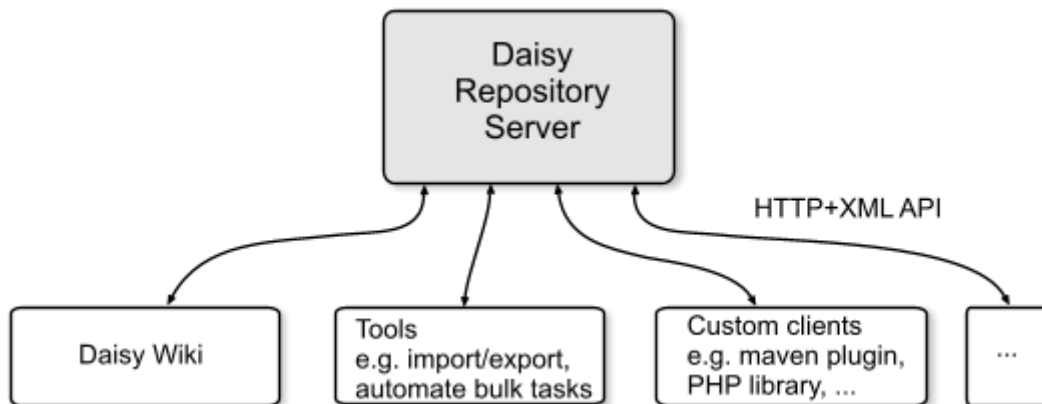 Daisy
Repository
Server
HTTP+XML API
Daisy Wiki
Tools
e.g. import/export,
automate bulk tasks
Custom clients
e.g. maven plugin,
PHP library, ...
...